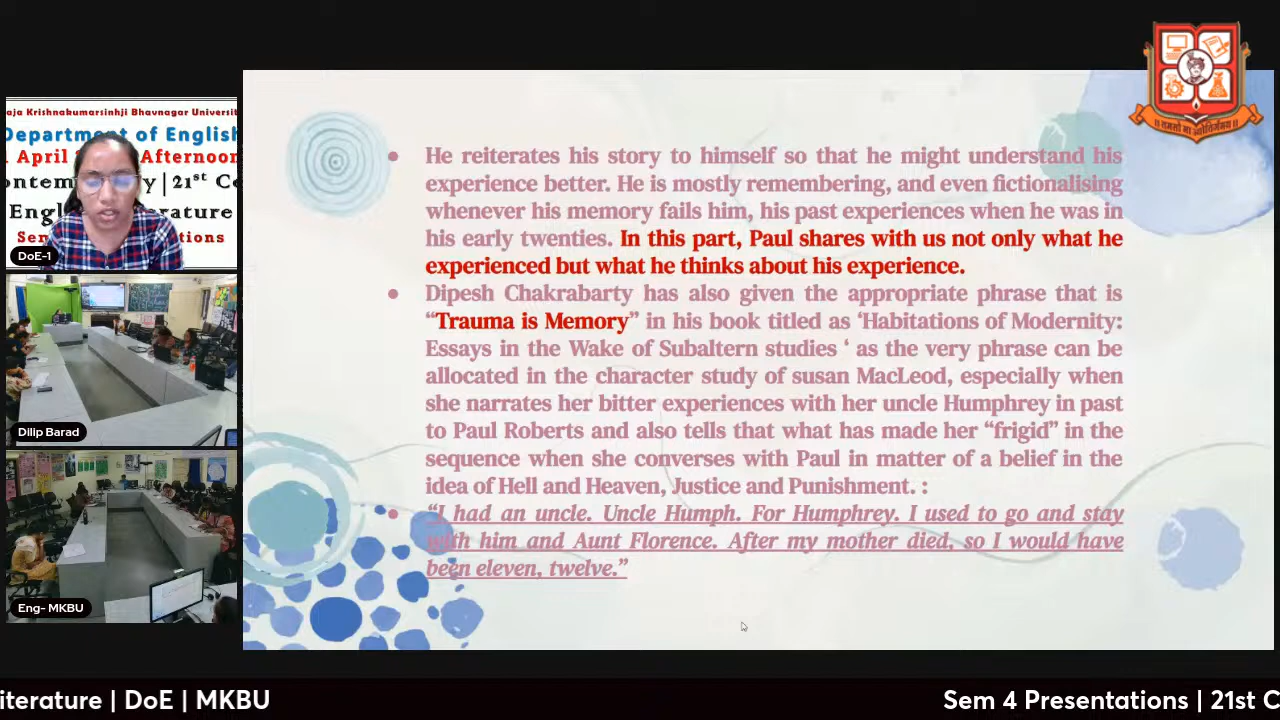 aja Krishnakumarsinhji Bhavnagar Universit
Department of English
April Afternoon
ontem y | 21st Ce
Engl erature
Sem tions
DoE-1
Dilip Barad
Eng- MKBU
He reiterates his story to himself so that he might understand his
experience better. He is mostly remembering, and even fictionalising
whenever his memory fails him, his past experiences when he was in
his early twenties. In this part, Paul shares with us not only what he
experienced but what he thinks about his experience.
Dipesh Chakrabarty has also given the appropriate phrase that is
“Trauma is Memory” in his book titled as ‘Habitations of Modernity:
Essays in the Wake of Subaltern studies ‘ as the very phrase can be
allocated in the character study of susan MacLeod, especially when
she narrates her bitter experiences with her uncle Humphrey in past
to Paul Roberts and also tells that what has made her “frigid” in the
sequence when she converses with Paul in matter of a belief in the
idea of Hell and Heaven, Justice and Punishment. :
“I had an uncle. Uncle Humph. For Humphrey. I used to go and stay
with him and Aunt Florence. After my mother died, so I would have
been eleven, twelve.”
|| तमसो मा ज्योतिर्गमय ||
iterature | DoE | MKBU
Sem 4 Presentations | 21st C